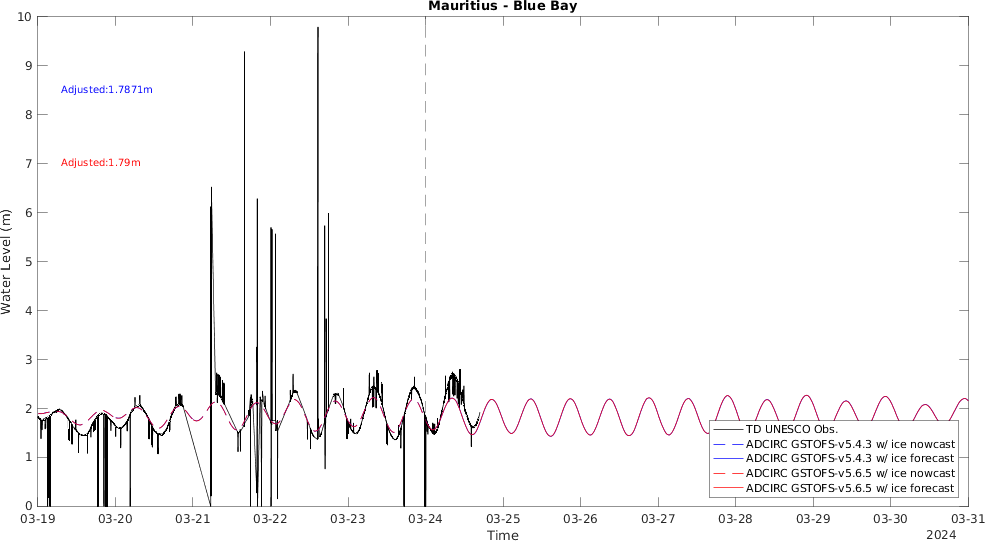 Mauritius - Blue Bay
10
9
8
7
6
5
4
3
2
1
0
Water Level (m)
Adjusted:1.7871m
Adjusted:1.79m
TD UNESCO Obs.
ADCIRC GSTOFS-v5.4.3 w/ ice nowcast
ADCIRC GSTOFS-v5.4.3 w/ ice forecast
ADCIRC GSTOFS-v5.6.5 w/ ice nowcast
ADCIRC GSTOFS-v5.6.5 w/ ice forecast
03-19 03-20 03-21 03-22 03-23 03-24 03-25 03-26 03-27 03-28 03-29 03-30 03-31
Time
2024